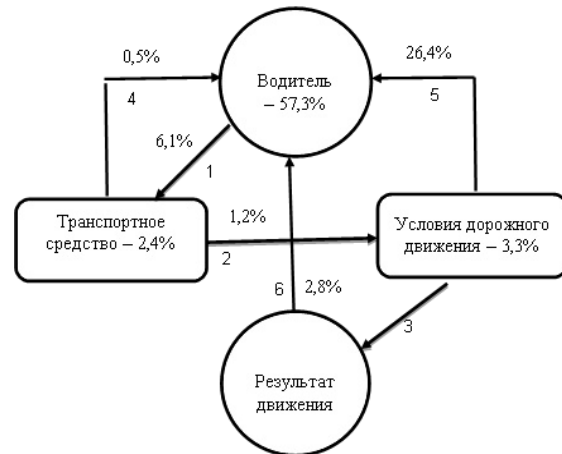 0,5%
26,4%
Водитель
– 57,3%
4
5
6,1%
1
Транспортное
средство – 2,4%
1,2%
Условия дорожного
движения – 3,3%
2
6
2,8%
3
Результат
движения